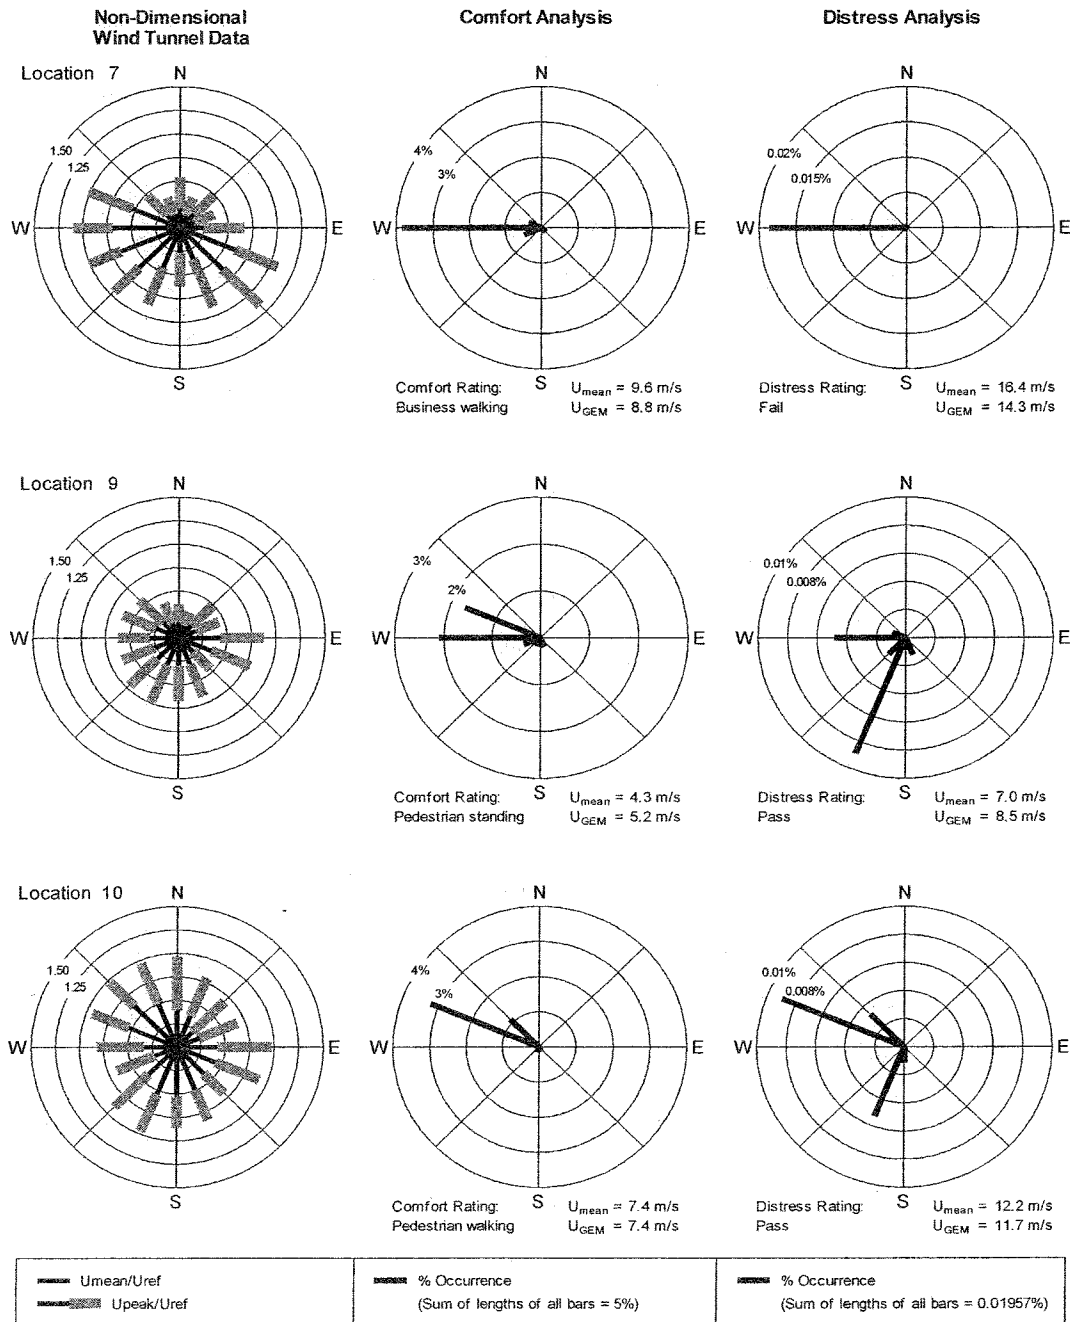 Non-Dimensional
Wind Tunnel Data
Comfort Analysis
Distress Analysis
Location 7
N
1.50
1.25
W
E
S
N
4%
3%
W
E
S
Comfort Rating: Umean = 9.6 m/s
Business walking UGEM = 8.8 m/s
N
0.02%
0.015%
W
E
S
Distress Rating: Umean = 16.4 m/s
Fail UGEM = 14.3 m/s
Location 9
N
1.50
1.25
W
E
S
N
3%
2%
W
E
S
Comfort Rating: Umean = 4.3 m/s
Pedestrian standing UGEM = 5.2 m/s
N
0.01%
0.008%
W
E
S
Distress Rating: Umean = 7.0 m/s
Pass UGEM = 8.5 m/s
Location 10
N
1.50
1.25
W
E
S
N
4%
3%
W
E
S
Comfort Rating: Umean = 7.4 m/s
Pedestrian walking UGEM = 7.4 m/s
N
0.01%
0.008%
W
E
S
Distress Rating: Umean = 12.2 m/s
Pass UGEM = 11.7 m/s
Umean/Uref
Upeak/Uref
% Occurrence
(Sum of lengths of all bars = 5%)
% Occurrence
(Sum of lengths of all bars = 0.01957%)